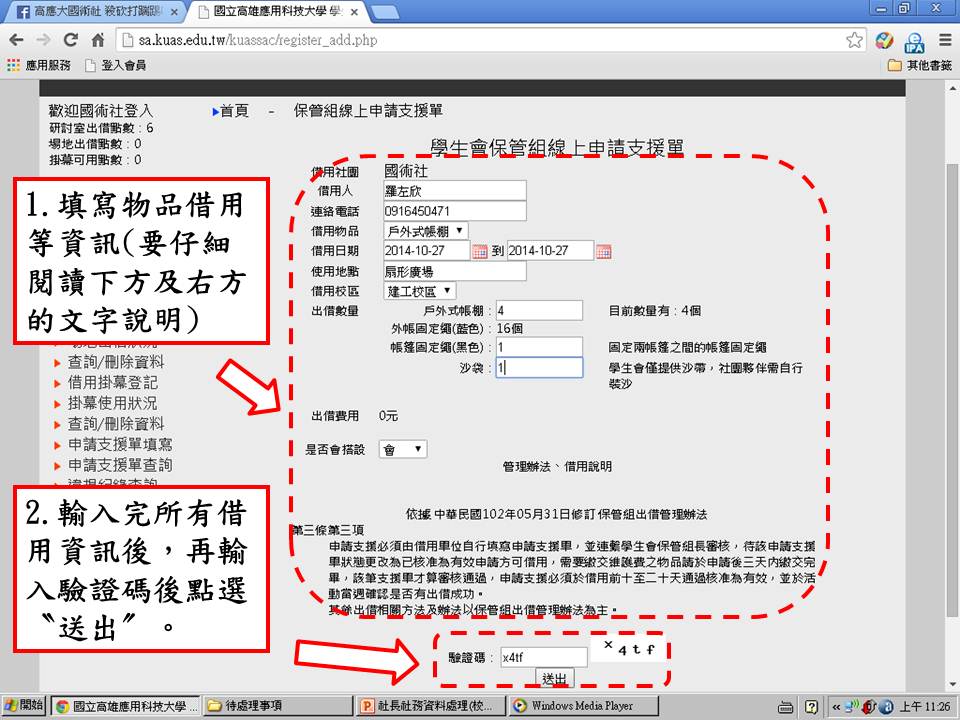 高應大國術社 殺砍打蹦踢
國立高雄應用科技大學 學
sa.kuas.edu.tw/kuassac/register_add.php
應用服務 登入會員 其他書籤
歡迎國術社登入
研討室出借點數：6
場地出借點數：0
掛幕可用點數：0
首頁 - 保管組線上申請支援單
學生會保管組線上申請支援單
借用社團 國術社
借用人 羅左欣
連絡電話 0916450471
借用物品 戶外式帳棚
借用日期 2014-10-27 到 2014-10-27
使用地點 扇形廣場
借用校區 建工校區
出借數量 戶外式帳棚：4 目前數量有：4個
外帳固定繩(藍色)：16個
帳篷固定繩(黑色)：1 固定兩帳篷之間的帳篷固定繩
沙袋：1 學生會僅提供沙帶，社團夥伴需自行
裝沙
出借費用 0元
是否會搭設 會
管理辦法、借用說明
依據 中華民國102年05月31日修訂保管組出借管理辦法
第三條第三項
申請支援必須由借用單位自行填寫申請支援單，並連繫學生會保管組長審核，待該申請支援
單狀態更改為已核准為有效申請方可借用，需要繳交維護費之物品請於申請後三天內繳交完
畢，該筆支援單才算審核通過，申請支援必須於借用前十至二十天通過核准為有效，並於活
動當週確認是否有出借成功。
其餘出借相關方法及辦法以保管組出借管理辦法為主。
驗證碼：x4tf x4tf
送出
1.填寫物品借用
等資訊(要仔細
閱讀下方及右方
的文字說明)
查詢/刪除資料
借用掛幕登記
掛幕使用狀況
查詢/刪除資料
申請支援單填寫
申請支援單查詢
2.輸入完所有借
用資訊後，再輸
入驗證碼後點選
〝送出〞。
開始 國立高雄應用科技大學 ... 待處理事項 社長社務資料處理(校... Windows Media Player 上午 11:26